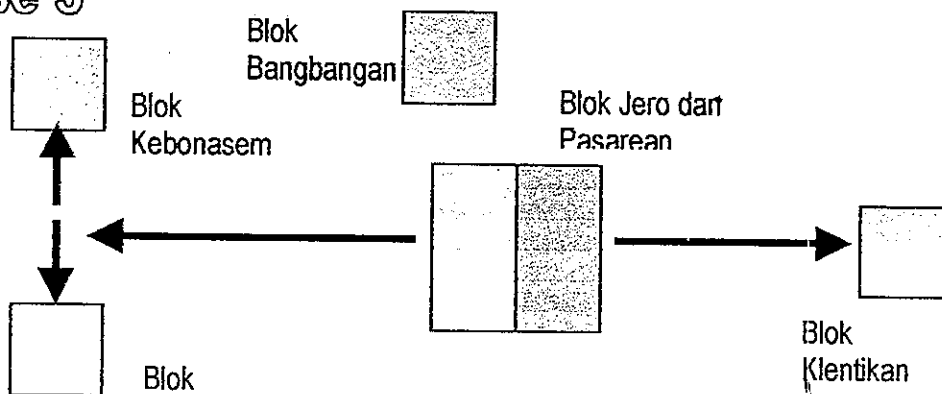 Blok
Bangbangan
Blok
Kebonasem
Blok Jero dan
Pasarean
Blok
Klentikan
Blok